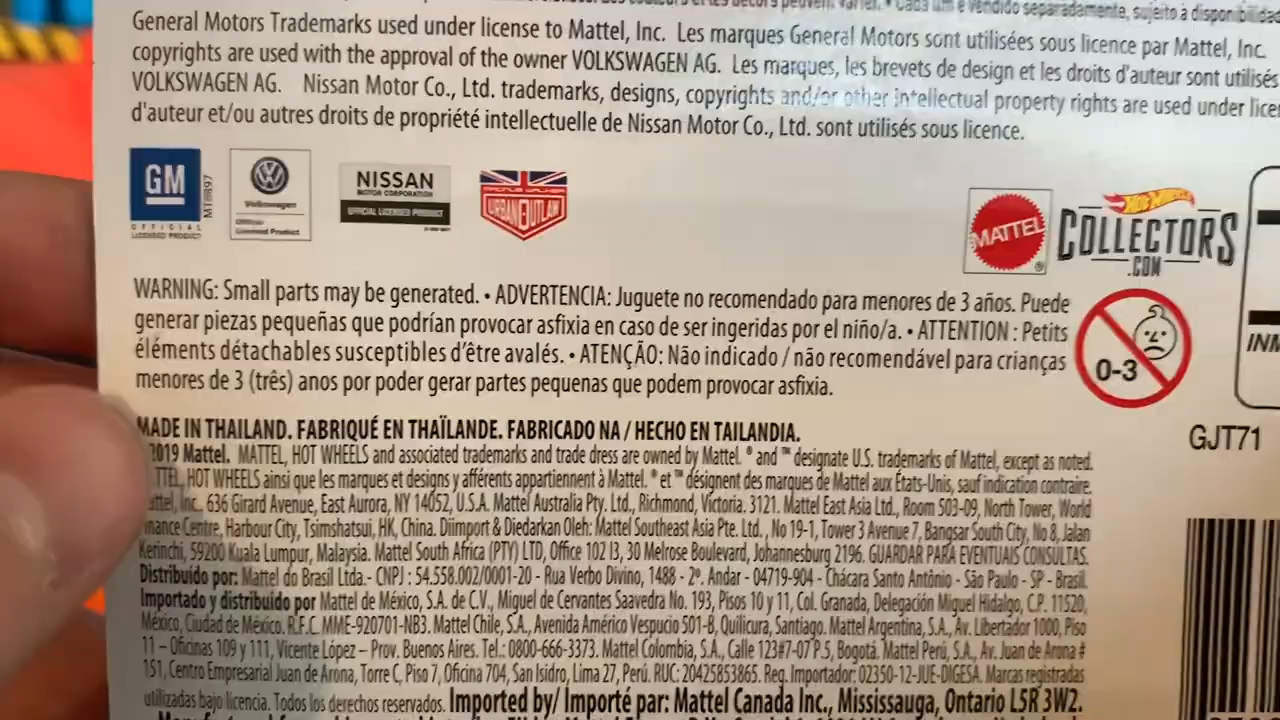 des couleurs et les décors peuvent varier. • Cada um é vendido separadamente, sujeito à disponibilidad
General Motors Trademarks used under license to Mattel, Inc. Les marques General Motors sont utilisées sous licence par Mattel, Inc.
copyrights are used with the approval of the owner VOLKSWAGEN AG. Les marques, les brevets de design et les droits d'auteur sont utilisés
VOLKSWAGEN AG. Nissan Motor Co., Ltd. trademarks, designs, copyrights and/or other intellectual property rights are used under licen
d'auteur et/ou autres droits de propriété intellectuelle de Nissan Motor Co., Ltd. sont utilisés sous licence.
GM
OFFICIAL
LICENSED PRODUCT
MT8897
Volkswagen
Official
Licensed Product
NISSAN
MOTOR CORPORATION
OFFICIAL LICENSED PRODUCT
MAGNUS WALKER
URBAN OUTLAW
MATTEL
®
HOT WHEELS
COLLECTORS
.COM
WARNING: Small parts may be generated. • ADVERTENCIA: Juguete no recomendado para menores de 3 años. Puede
generar piezas pequeñas que podrían provocar asfixia en caso de ser ingeridas por el niño/a. • ATTENTION : Petits
éléments détachables susceptibles d'être avalés. • ATENÇÃO: Não indicado / não recomendável para crianças
menores de 3 (três) anos por poder gerar partes pequenas que podem provocar asfixia.
0-3
INM
GJT71
MADE IN THAILAND. FABRIQUÉ EN THAÏLANDE. FABRICADO NA / HECHO EN TAILANDIA.
2019 Mattel. MATTEL, HOT WHEELS and associated trademarks and trade dress are owned by Mattel. ® and ™ designate U.S. trademarks of Mattel, except as noted.
TTEL, HOT WHEELS ainsi que les marques et designs y afférents appartiennent à Mattel. ® et ™ désignent des marques de Mattel aux États-Unis, sauf indication contraire.
attel, Inc. 636 Girard Avenue, East Aurora, NY 14052, U.S.A. Mattel Australia Pty. Ltd., Richmond, Victoria. 3121. Mattel East Asia Ltd., Room 503-09, North Tower, World
inance Centre, Harbour City, Tsimshatsui, HK, China. Diimport & Diedarkan Oleh: Mattel Southeast Asia Pte. Ltd., No 19-1, Tower 3 Avenue 7, Bangsar South City, No 8, Jalan
Kerinchi, 59200 Kuala Lumpur, Malaysia. Mattel South Africa (PTY) LTD, Office 102 I3, 30 Melrose Boulevard, Johannesburg 2196. GUARDAR PARA EVENTUAIS CONSULTAS.
Distribuido por: Mattel do Brasil Ltda.- CNPJ : 54.558.002/0001-20 - Rua Verbo Divino, 1488 - 2º. Andar - 04719-904 - Chácara Santo Antônio - São Paulo - SP - Brasil.
Importado y distribuido por Mattel de México, S.A. de C.V., Miguel de Cervantes Saavedra No. 193, Pisos 10 y 11, Col. Granada, Delegación Miguel Hidalgo, C.P. 11520,
México, Ciudad de México. R.F.C. MME-920701-NB3. Mattel Chile, S.A., Avenida Américo Vespucio 501-B, Quilicura, Santiago. Mattel Argentina, S.A., Av. Libertador 1000, Piso
11 – Oficinas 109 y 111, Vicente López – Prov. Buenos Aires. Tel.: 0800-666-3373. Mattel Colombia, S.A., Calle 123#7-07 P.5, Bogotá. Mattel Perú, S.A., Av. Juan de Arona #
151, Centro Empresarial Juan de Arona, Torre C, Piso 7, Oficina 704, San Isidro, Lima 27, Perú. RUC: 20425853865. Reg. Importador: 02350-12-JUE-DIGESA. Marcas registradas
utilizadas bajo licencia. Todos los derechos reservados. Imported by/ Importé par: Mattel Canada Inc., Mississauga, Ontario L5R 3W2.